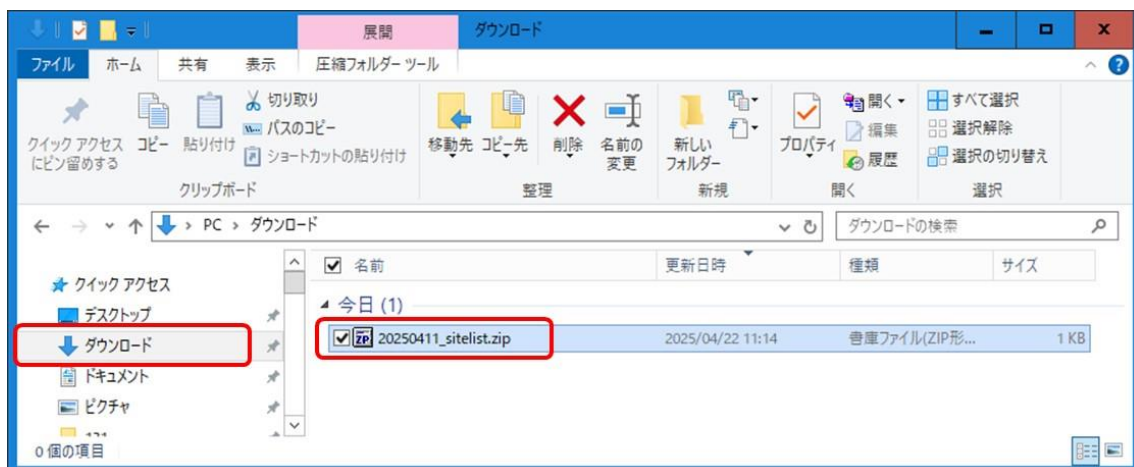 展開
ダウンロード
ファイル ホーム 共有 表示 圧縮フォルダー ツール
クイック アクセス
にピン留めする
コピー
貼り付け
切り取り
パスのコピー
ショートカットの貼り付け
クリップボード
移動先
コピー先
削除
名前の
変更
整理
新しい
フォルダー
新規
プロパティ
開く
編集
履歴
開く
すべて選択
選択解除
選択の切り替え
選択
PC › ダウンロード
ダウンロードの検索
名前 更新日時 種類 サイズ
クイック アクセス
デスクトップ
ダウンロード
ドキュメント
ピクチャ
今日 (1)
20250411_sitelist.zip 2025/04/22 11:14 書庫ファイル(ZIP形... 1 KB
0 個の項目